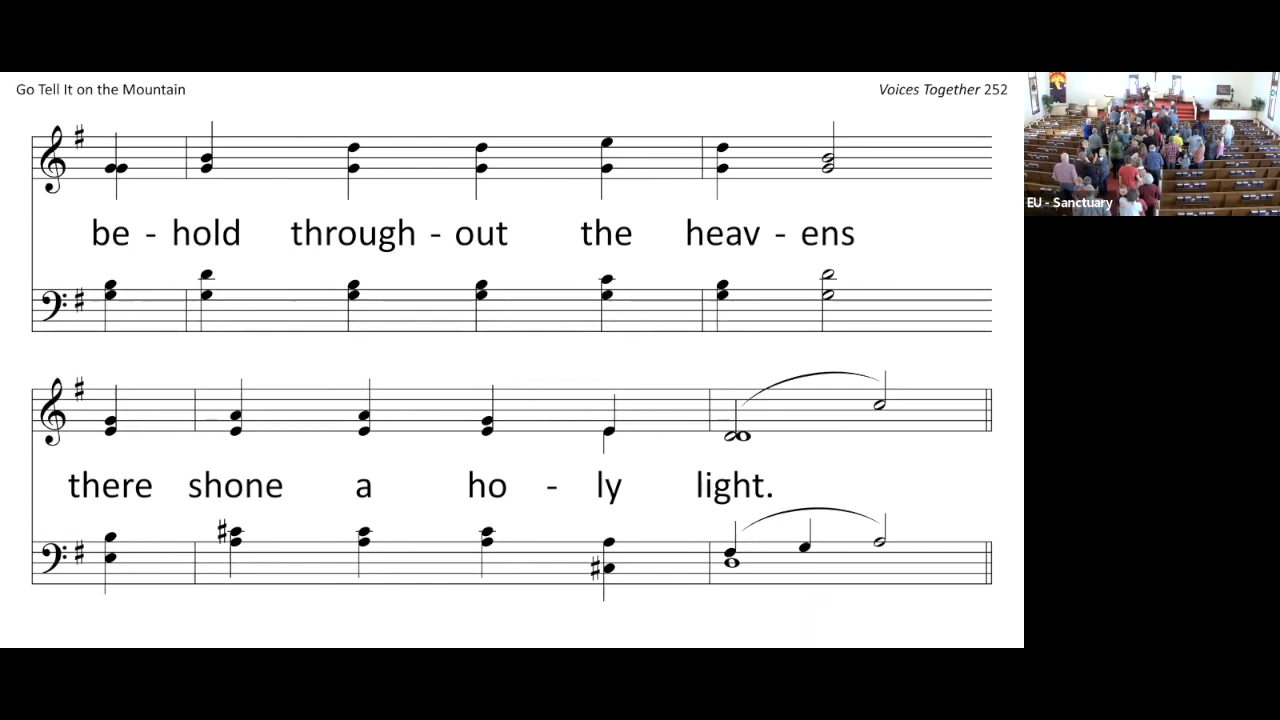 Go Tell It on the Mountain
Voices Together 252
be - hold through - out the heav - ens
there shone a ho - ly light.
EU - Sanctuary